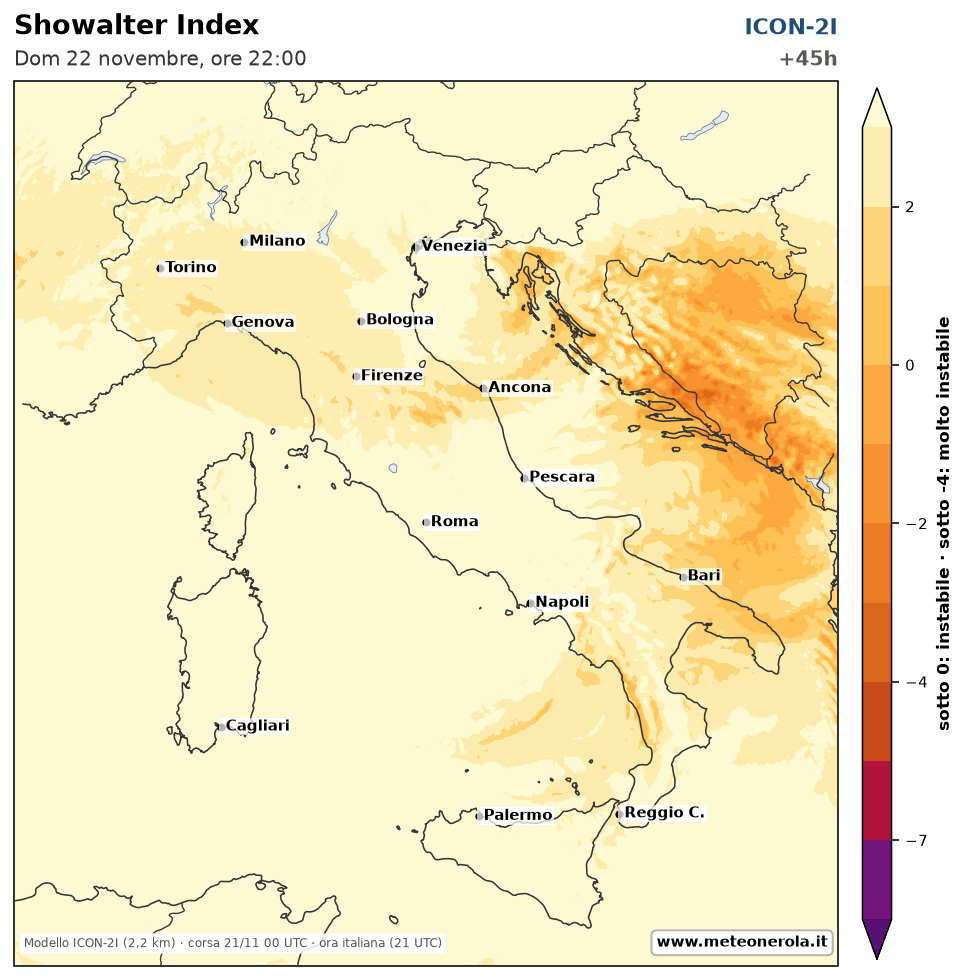 Showalter Index
ICON-2I
Dom 22 novembre, ore 22:00
+45h
Milano
Venezia
Torino
Genova
Bologna
Firenze
Ancona
Pescara
Roma
Bari
Napoli
Cagliari
Palermo
Reggio C.
2
0
−2
−4
−7
sotto 0: instabile · sotto -4: molto instabile
Modello ICON-2I (2,2 km) · corsa 21/11 00 UTC · ora italiana (21 UTC)
www.meteonerola.it